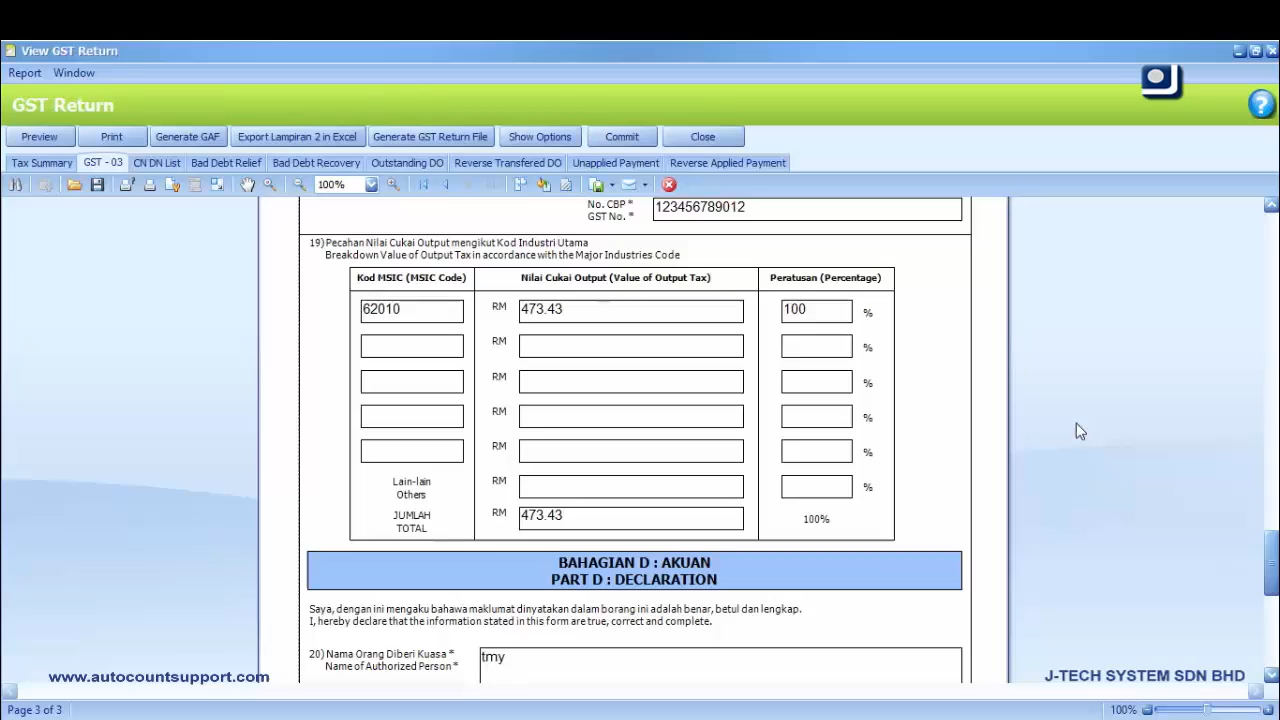 View GST Return
Report Window
GST Return
Preview Print Generate GAF Export Lampiran 2 in Excel Generate GST Return File Show Options Commit Close
Tax Summary GST - 03 CN DN List Bad Debt Relief Bad Debt Recovery Outstanding DO Reverse Transfered DO Unapplied Payment Reverse Applied Payment
100%
No. CBP *
GST No. *
123456789012
19) Pecahan Nilai Cukai Output mengikut Kod Industri Utama
Breakdown Value of Output Tax in accordance with the Major Industries Code
Kod MSIC (MSIC Code) Nilai Cukai Output (Value of Output Tax) Peratusan (Percentage)
62010 RM 473.43 100 %
RM %
RM %
RM %
RM %
Lain-lain
Others
RM %
JUMLAH
TOTAL
RM 473.43 100%
BAHAGIAN D : AKUAN
PART D : DECLARATION
Saya, dengan ini mengaku bahawa maklumat dinyatakan dalam borang ini adalah benar, betul dan lengkap.
I, hereby declare that the information stated in this form are true, correct and complete.
20) Nama Orang Diberi Kuasa *
Name of Authorized Person *
tmy
www.autocountsupport.com
J-TECH SYSTEM SDN BHD
Page 3 of 3 100%